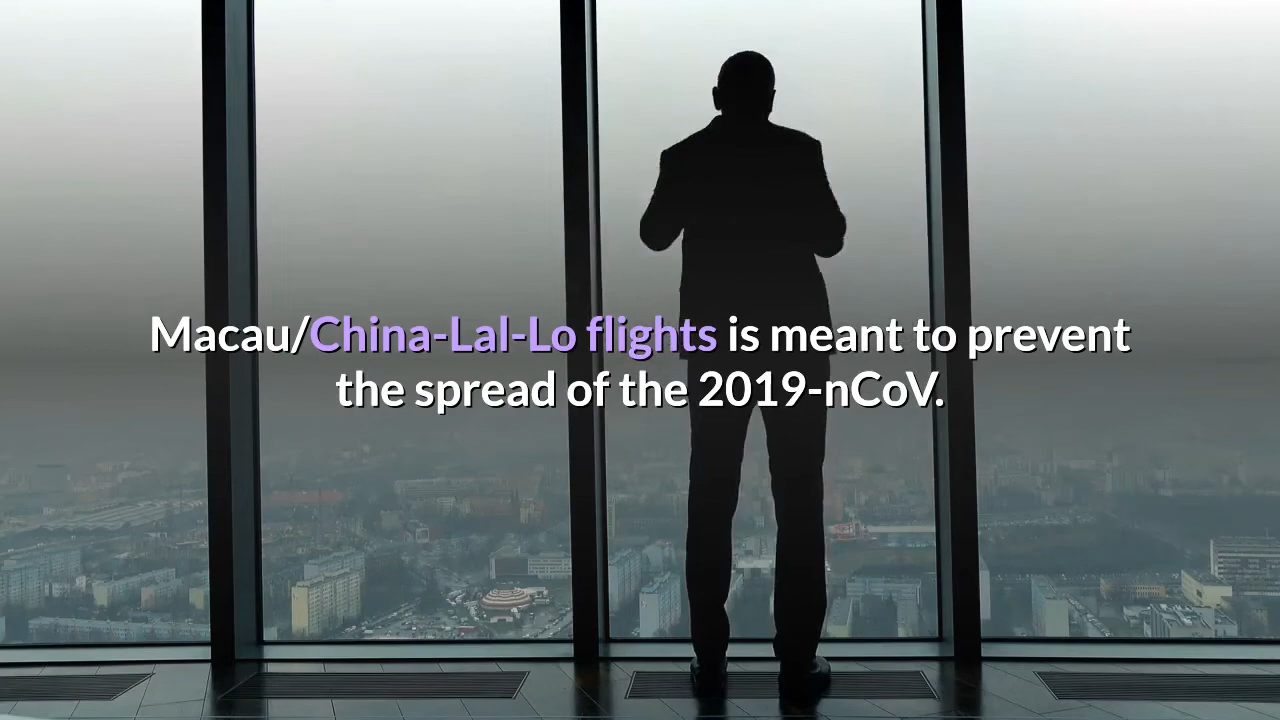 Macau/China-Lal-Lo flights is meant to prevent
the spread of the 2019-nCoV.